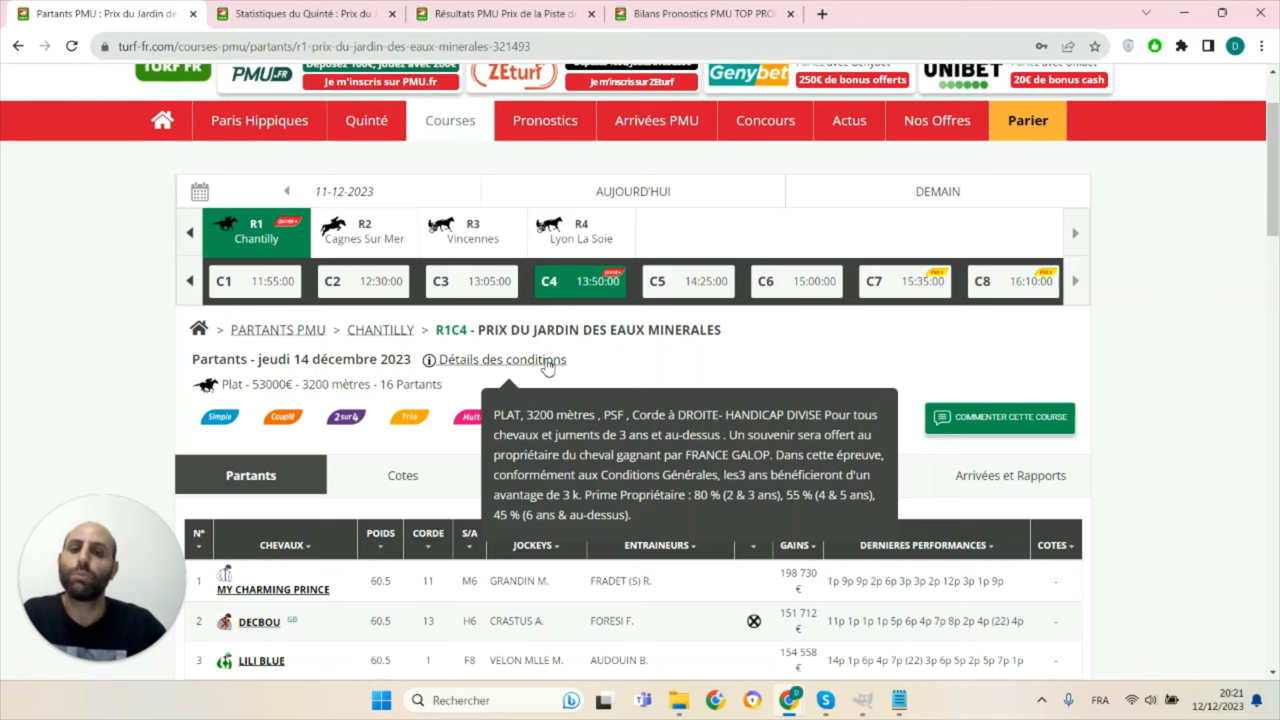 Partants PMU : Prix du Jardin de
Statistiques du Quinté : Prix du J
Résultats PMU Prix de la Piste de
Bilans Pronostics PMU TOP PRO
turf-fr.com/courses-pmu/partants/r1-prix-du-jardin-des-eaux-minerales-321493
D
TURF FR
PMU.FR
Déposez 100€, jouez avec 200€
Je m'inscris sur PMU.fr
ZEturf
Je m'inscris sur ZEturf
Genybet
Pariez avec Genybet
250€ de bonus offerts
UNIBET
20€ de bonus cash
Paris Hippiques
Quinté
Courses
Pronostics
Arrivées PMU
Concours
Actus
Nos Offres
Parier
11-12-2023
AUJOURD'HUI
DEMAIN
R1 Quinté+
Chantilly
R2
Cagnes Sur Mer
R3
Vincennes
R4
Lyon La Soie
C1 11:55:00
C2 12:30:00
C3 13:05:00
C4 13:50:00
C5 14:25:00
C6 15:00:00
C7 15:35:00
C8 16:10:00
> PARTANTS PMU > CHANTILLY > R1C4 - PRIX DU JARDIN DES EAUX MINERALES
Partants - jeudi 14 décembre 2023 Détails des conditions
Plat - 53000€ - 3200 mètres - 16 Partants
Simple
Couplé
2sur4
Trio
Mult
PLAT, 3200 mètres , PSF , Corde à DROITE- HANDICAP DIVISE Pour tous
chevaux et juments de 3 ans et au-dessus . Un souvenir sera offert au
propriétaire du cheval gagnant par FRANCE GALOP. Dans cette épreuve,
conformément aux Conditions Générales, les3 ans bénéficieront d'un
avantage de 3 k. Prime Propriétaire : 80 % (2 & 3 ans), 55 % (4 & 5 ans),
45 % (6 ans & au-dessus).
COMMENTER CETTE COURSE
Partants
Cotes
Arrivées et Rapports
N° CHEVAUX POIDS CORDE S/A JOCKEYS ENTRAINEURS GAINS DERNIERES PERFORMANCES COTES
1 MY CHARMING PRINCE 60.5 11 M6 GRANDIN M. FRADET (S) R. 198 730 € 1p 9p 9p 2p 6p 3p 3p 2p 12p 3p 1p 9p -
2 DECBOU GB 60.5 13 H6 CRASTUS A. FORESI F. 151 712 € 11p 1p 1p 1p 5p 6p 4p 7p 8p 2p 4p (22) 4p -
3 LILI BLUE 60.5 1 F8 VELON MLLE M. AUDOUIN B. 154 558 € 14p 1p 6p 4p 7p (22) 3p 6p 5p 2p 5p 7p 1p -
Rechercher
FRA
20:21
12/12/2023